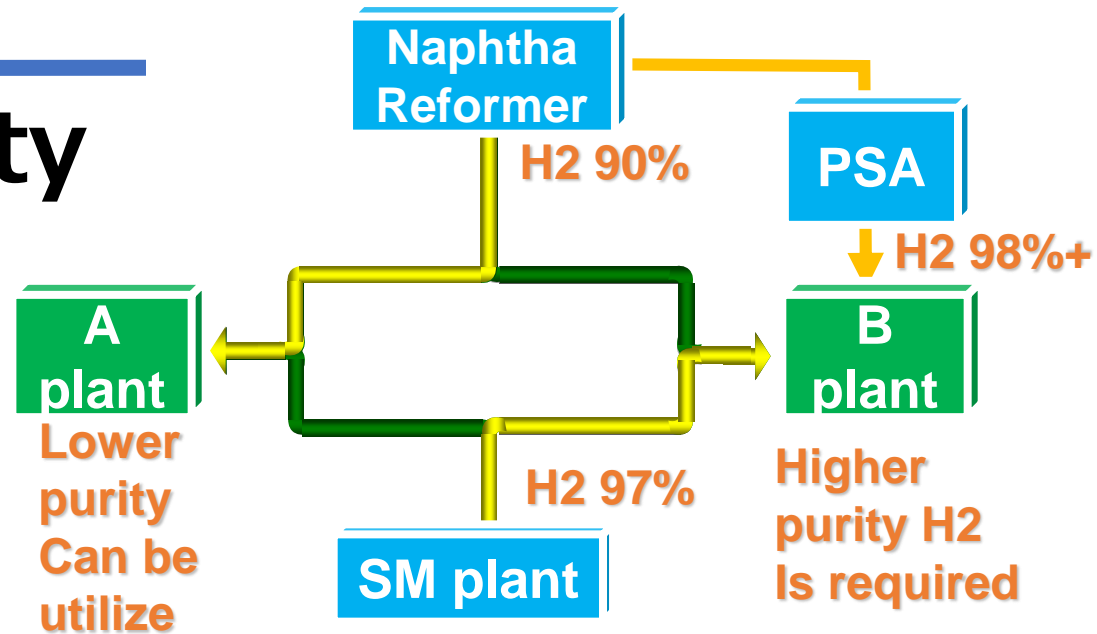 ty
Naphtha
Reformer
H2 90%
PSA
H2 98%+
A
plant
B
plant
Lower
purity
Can be
utilize
H2 97%
Higher
purity H2
Is required
SM plant